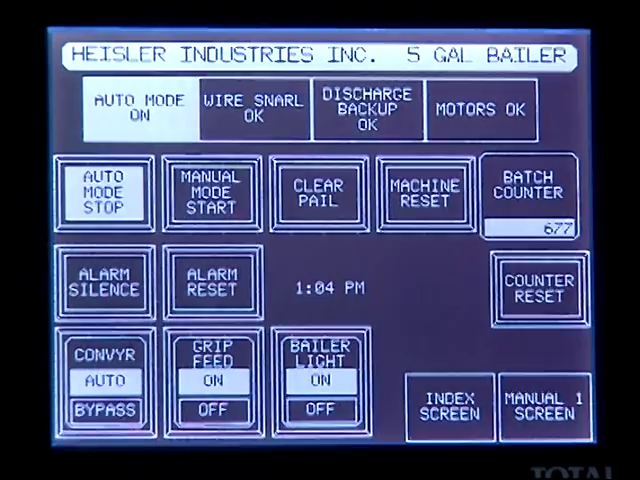 HEISLER INDUSTRIES INC. 5 GAL BAILER
AUTO MODE
ON
WIRE SNARL
OK
DISCHARGE
BACKUP
OK
MOTORS OK
AUTO
MODE
STOP
MANUAL
MODE
START
CLEAR
PAIL
MACHINE
RESET
BATCH
COUNTER
677
ALARM
SILENCE
ALARM
RESET
1:04 PM
COUNTER
RESET
CONVYR
AUTO
BYPASS
GRIP
FEED
ON
OFF
BAILER
LIGHT
ON
OFF
INDEX
SCREEN
MANUAL 1
SCREEN
TOTAL